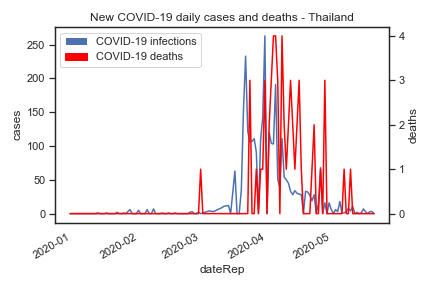 New COVID-19 daily cases and deaths - Thailand
COVID-19 infections
COVID-19 deaths
250
200
150
100
50
0
cases
4
3
2
1
0
deaths
2020-01
2020-02
2020-03
2020-04
2020-05
dateRep